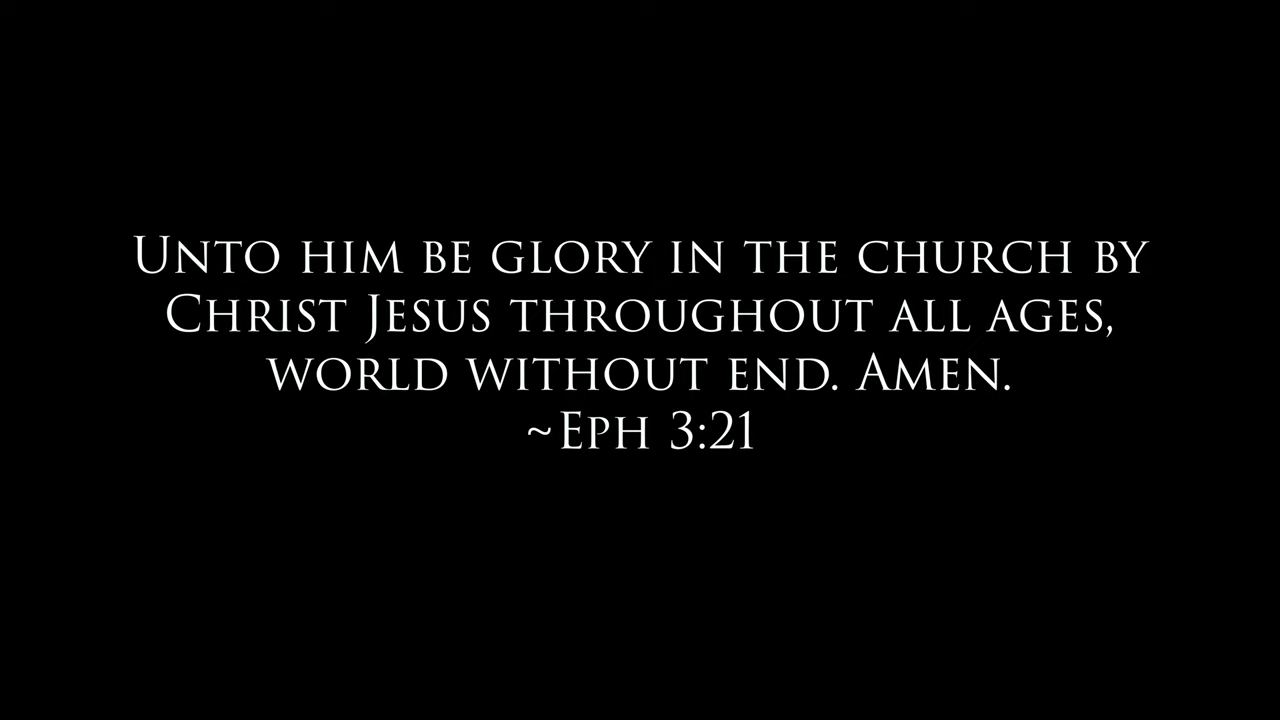 Unto him be glory in the church by
Christ Jesus throughout all ages,
world without end. Amen.
~Eph 3:21